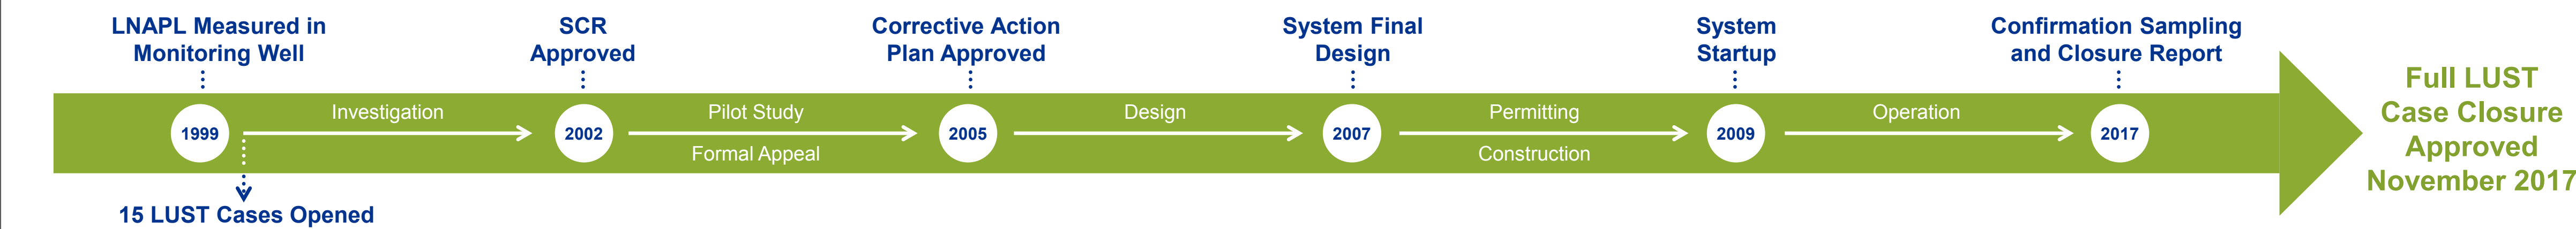 LNAPL Measured in
Monitoring Well
SCR
Approved
Corrective Action
Plan Approved
System Final
Design
System
Startup
Confirmation Sampling
and Closure Report
1999
Investigation
2002
Pilot Study
Formal Appeal
2005
Design
2007
Permitting
Construction
2009
Operation
2017
15 LUST Cases Opened
Full LUST
Case Closure
Approved
November 2017